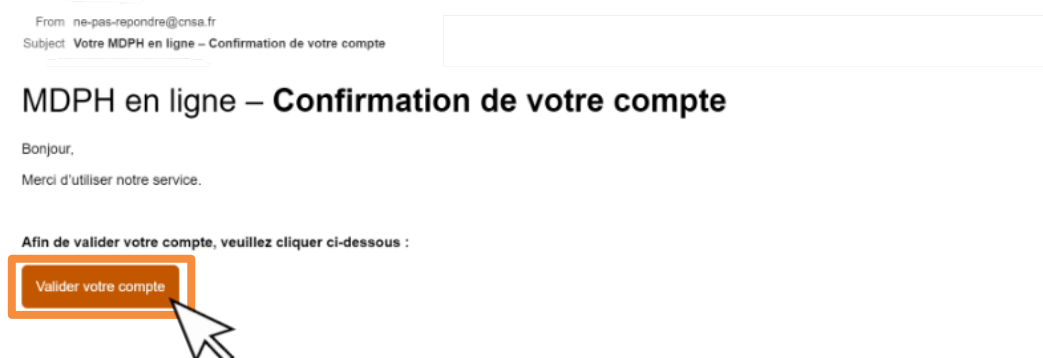 From ne-pas-repondre@cnsa.fr
Subject Votre MDPH en ligne – Confirmation de votre compte
MDPH en ligne – Confirmation de votre compte
Bonjour,
Merci d'utiliser notre service.
Afin de valider votre compte, veuillez cliquer ci-dessous :
Valider votre compte